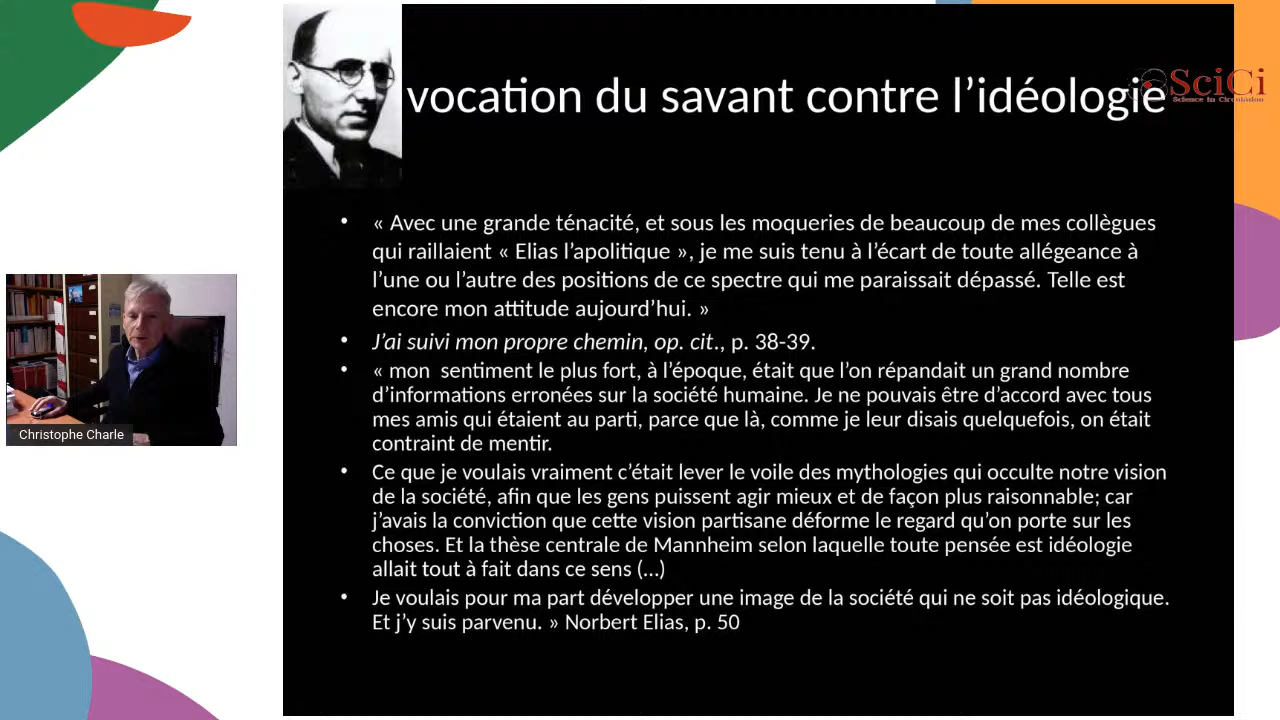 vocation du savant contre l’idéologie
SciCi
Science in Circulation
• « Avec une grande ténacité, et sous les moqueries de beaucoup de mes collègues
qui raillaient « Elias l’apolitique », je me suis tenu à l’écart de toute allégeance à
l’une ou l’autre des positions de ce spectre qui me paraissait dépassé. Telle est
encore mon attitude aujourd’hui. »
• J’ai suivi mon propre chemin, op. cit., p. 38-39.
• « mon  sentiment le plus fort, à l’époque, était que l’on répandait un grand nombre
d’informations erronées sur la société humaine. Je ne pouvais être d’accord avec tous
mes amis qui étaient au parti, parce que là, comme je leur disais quelquefois, on était
contraint de mentir.
• Ce que je voulais vraiment c’était lever le voile des mythologies qui occulte notre vision
de la société, afin que les gens puissent agir mieux et de façon plus raisonnable; car
j’avais la conviction que cette vision partisane déforme le regard qu’on porte sur les
choses. Et la thèse centrale de Mannheim selon laquelle toute pensée est idéologie
allait tout à fait dans ce sens (…)
• Je voulais pour ma part développer une image de la société qui ne soit pas idéologique.
Et j’y suis parvenu. » Norbert Elias, p. 50
Christophe Charle